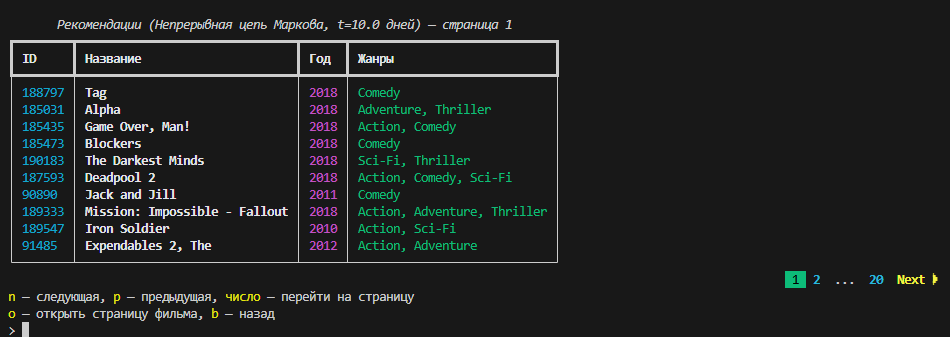 Рекомендации (Непрерывная цепь Маркова, t=10.0 дней) — страница 1
ID Название Год Жанры
188797 Tag 2018 Comedy
185031 Alpha 2018 Adventure, Thriller
185435 Game Over, Man! 2018 Action, Comedy
185473 Blockers 2018 Comedy
190183 The Darkest Minds 2018 Sci-Fi, Thriller
187593 Deadpool 2 2018 Action, Comedy, Sci-Fi
90890 Jack and Jill 2011 Comedy
189333 Mission: Impossible - Fallout 2018 Action, Adventure, Thriller
189547 Iron Soldier 2010 Action, Sci-Fi
91485 Expendables 2, The 2012 Action, Adventure
1 2 ... 20 Next
n — следующая, p — предыдущая, число — перейти на страницу
o — открыть страницу фильма, b — назад
>